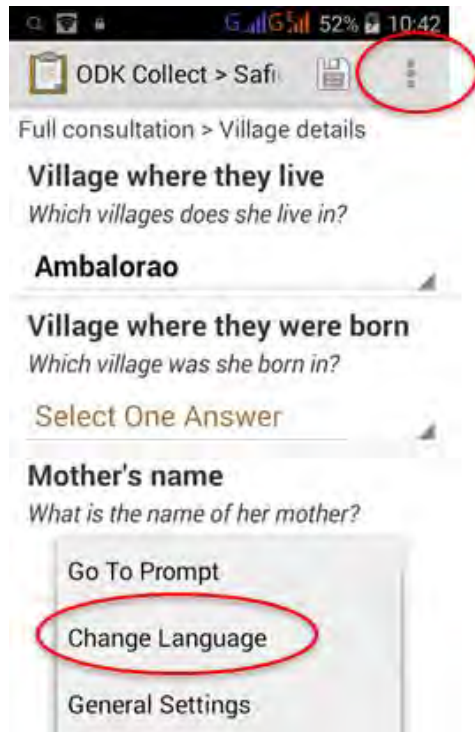 52% 10:42
ODK Collect > Safi
Full consultation > Village details
Village where they live
Which villages does she live in?
Ambalorao
Village where they were born
Which village was she born in?
Select One Answer
Mother's name
What is the name of her mother?
Go To Prompt
Change Language
General Settings